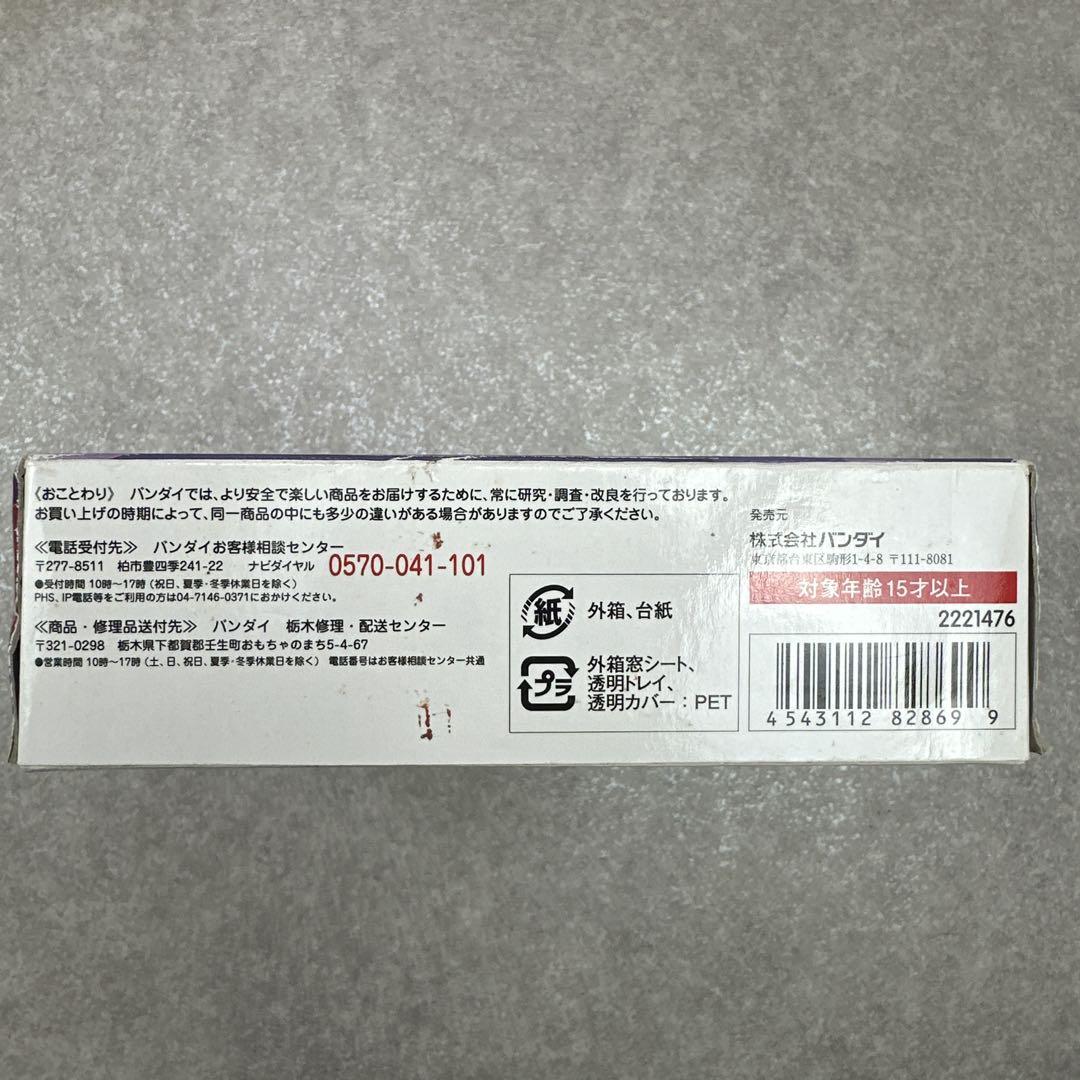 《おことわり》 バンダイでは、より安全で楽しい商品をお届けするために、常に研究・調査・改良を行っております。
お買い上げの時期によって、同一商品の中にも多少の違いがある場合がありますのでご了承ください。
≪電話受付先≫ バンダイお客様相談センター
〒277-8511 柏市豊四季241-22 ナビダイヤル 0570-041-101
●受付時間 10時～17時(祝日、夏季・冬季休業日を除く)
PHS、IP電話等をご利用の方は04-7146-0371におかけください。
≪商品・修理品送付先≫ バンダイ 栃木修理・配送センター
〒321-0298 栃木県下都賀郡壬生町おもちゃのまち5-4-67
●営業時間 10時～17時(土、日、祝日、夏季・冬季休業日を除く) 電話番号はお客様相談センター共通
紙 外箱、台紙
プラ 外箱窓シート、
透明トレイ、
透明カバー：PET
発売元
株式会社バンダイ
東京都台東区駒形1-4-8 〒111-8081
対象年齢15才以上
2221476
4 543112 828699